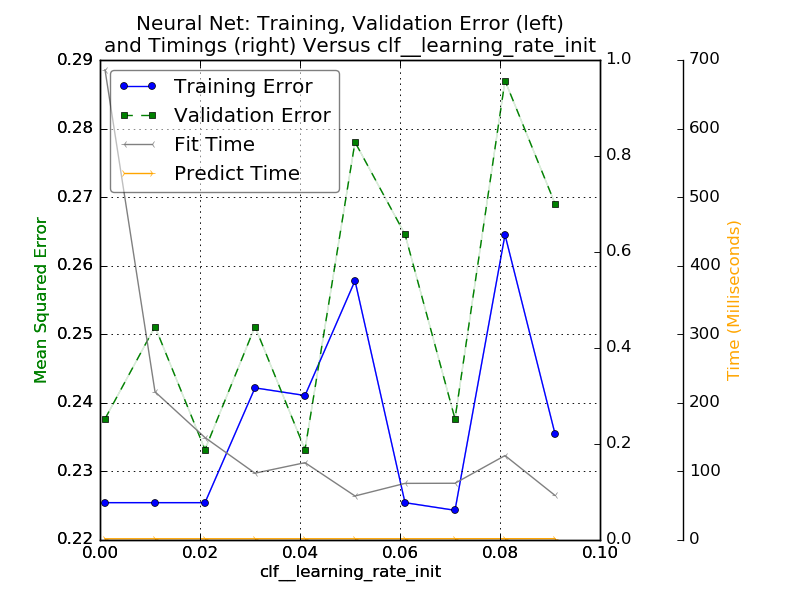 Neural Net: Training, Validation Error (left)
and Timings (right) Versus clf__learning_rate_init
Training Error
Validation Error
Fit Time
Predict Time
Mean Squared Error
0.29
0.28
0.27
0.26
0.25
0.24
0.23
0.22
1.0
0.8
0.6
0.4
0.2
0.0
700
600
500
400
300
200
100
0
Time (Milliseconds)
0.00 0.02 0.04 0.06 0.08 0.10
clf__learning_rate_init